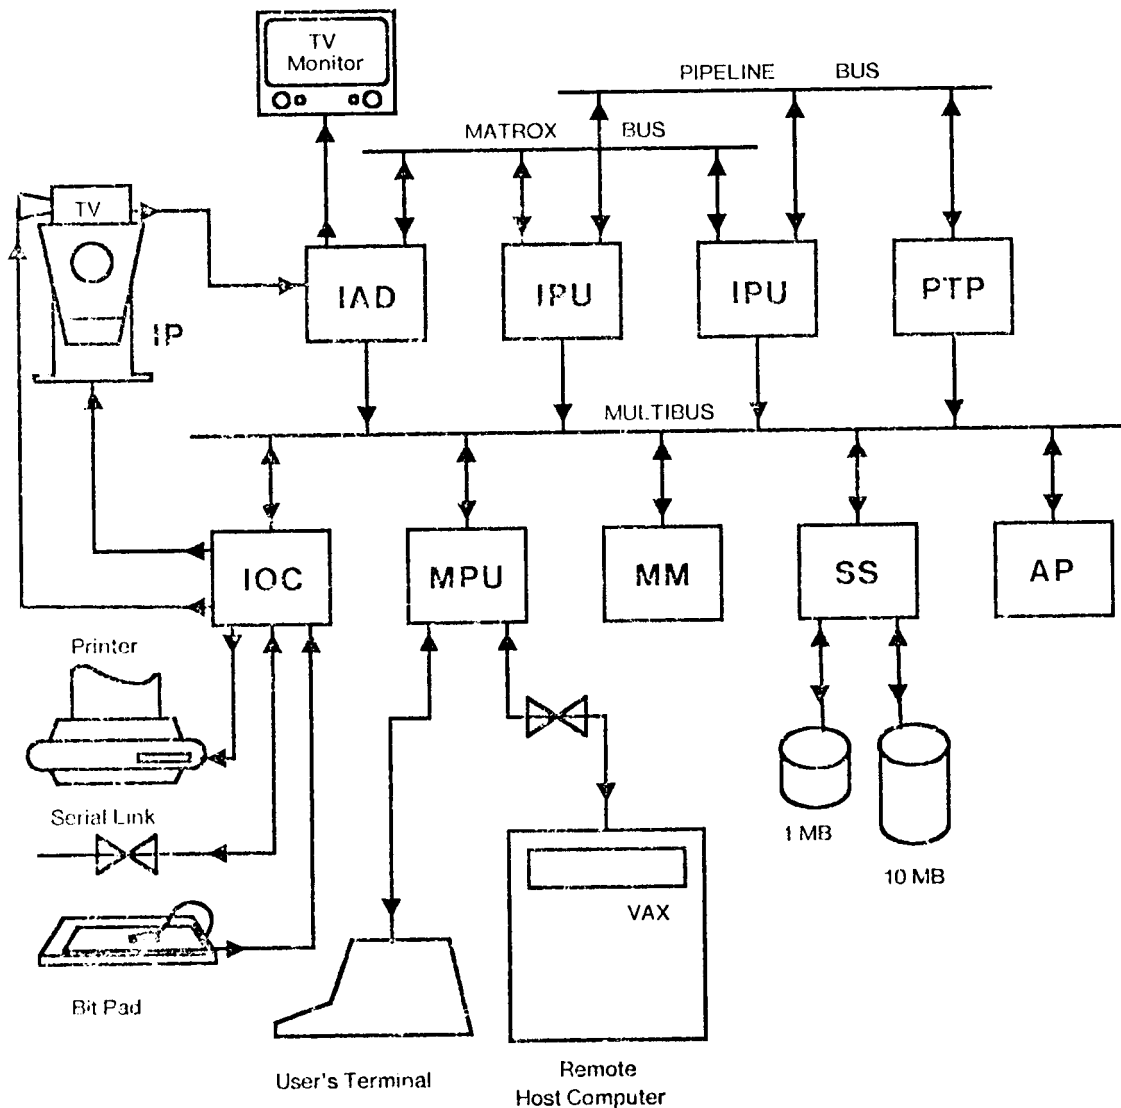 TV
Monitor
PIPELINE BUS
MATROX BUS
TV
IP
IAD
IPU
IPU
PTP
MULTIBUS
IOC
MPU
MM
SS
AP
Printer
Serial Link
Bit Pad
1 MB
10 MB
VAX
User's Terminal
Remote
Host Computer